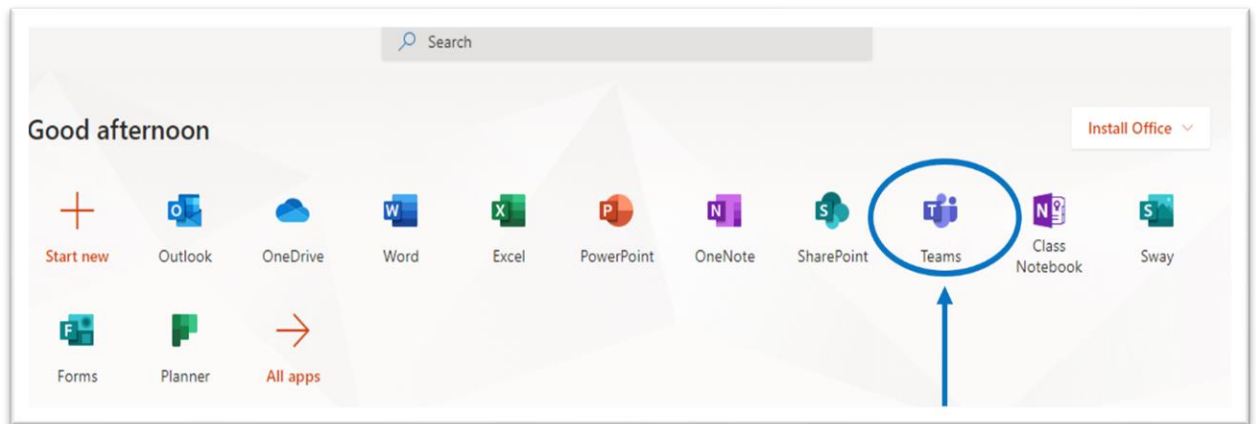 Search
Good afternoon
Install Office
Start new
Outlook
OneDrive
Word
Excel
PowerPoint
OneNote
SharePoint
Teams
Class
Notebook
Sway
Forms
Planner
All apps